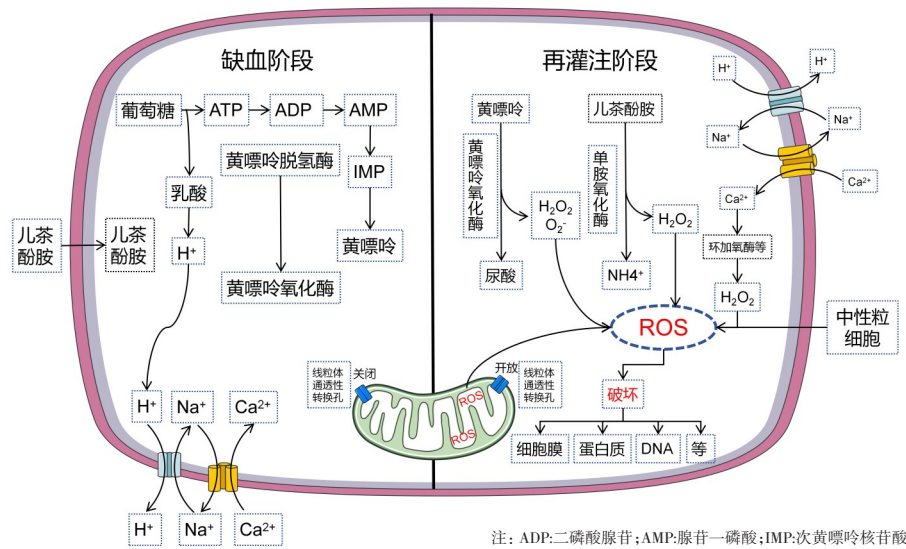 缺血阶段
葡萄糖
ATP
ADP
AMP
乳酸
H⁺
黄嘌呤脱氢酶
黄嘌呤氧化酶
IMP
黄嘌呤
儿茶
酚胺
儿茶
酚胺
H⁺
Na⁺
Ca²⁺
H⁺
Na⁺
Ca²⁺
线粒体
通透性
转换孔
关闭
再灌注阶段
黄嘌呤
黄嘌呤氧化酶
H₂O₂
O₂⁻
尿酸
儿茶酚胺
单胺氧化酶
H₂O₂
NH4⁺
H⁺
H⁺
Na⁺
Na⁺
Ca²⁺
Ca²⁺
环加氧酶等
H₂O₂
中性粒
细胞
ROS
开放
线粒体
通透性
转换孔
ROS
ROS
破坏
细胞膜
蛋白质
DNA
等
注: ADP:二磷酸腺苷;AMP:腺苷一磷酸;IMP:次黄嘌呤核苷酸